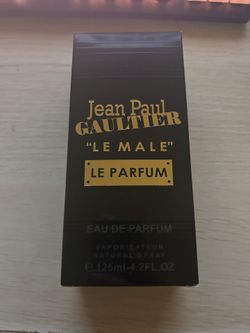 Jean Paul
GAULTIER
"LE MALE"
LE PARFUM
EAU DE PARFUM
VAPORISATEUR
NATURAL SPRAY
℮125ml-4.2FL.OZ